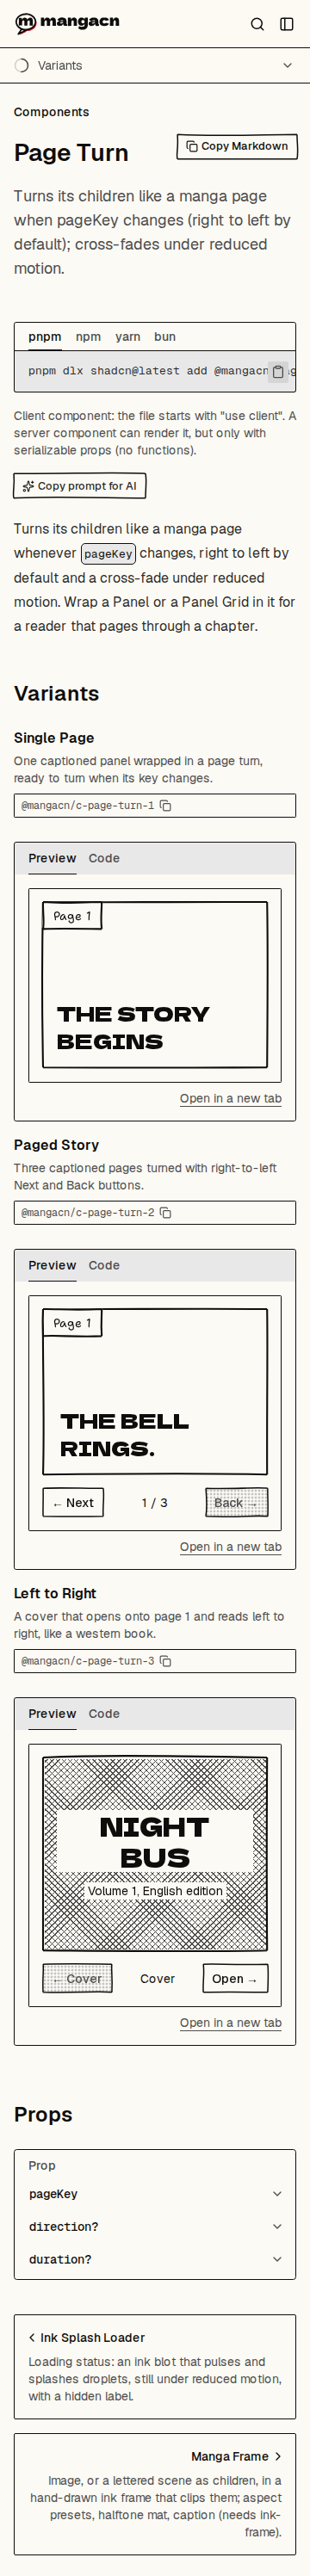 mangacn
Variants
Components
Page Turn
Copy Markdown
Turns its children like a manga page
when pageKey changes (right to left by
default); cross-fades under reduced
motion.
pnpm npm yarn bun
pnpm dlx shadcn@latest add @mangacn
Client component: the file starts with "use client". A
server component can render it, but only with
serializable props (no functions).
Copy prompt for AI
Turns its children like a manga page
whenever pageKey changes, right to left by
default and a cross-fade under reduced
motion. Wrap a Panel or a Panel Grid in it for
a reader that pages through a chapter.
Variants
Single Page
One captioned panel wrapped in a page turn,
ready to turn when its key changes.
@mangacn/c-page-turn-1
Preview Code
Page 1
THE STORY
BEGINS
Open in a new tab
Paged Story
Three captioned pages turned with right-to-left
Next and Back buttons.
@mangacn/c-page-turn-2
Preview Code
Page 1
THE BELL
RINGS.
← Next 1 / 3 Back →
Open in a new tab
Left to Right
A cover that opens onto page 1 and reads left to
right, like a western book.
@mangacn/c-page-turn-3
Preview Code
NIGHT
BUS
Volume 1, English edition
← Cover Cover Open →
Open in a new tab
Props
Prop
pageKey
direction?
duration?
Ink Splash Loader
Loading status: an ink blot that pulses and
splashes droplets, still under reduced motion,
with a hidden label.
Manga Frame
Image, or a lettered scene as children, in a
hand-drawn ink frame that clips them; aspect
presets, halftone mat, caption (needs ink-
frame).